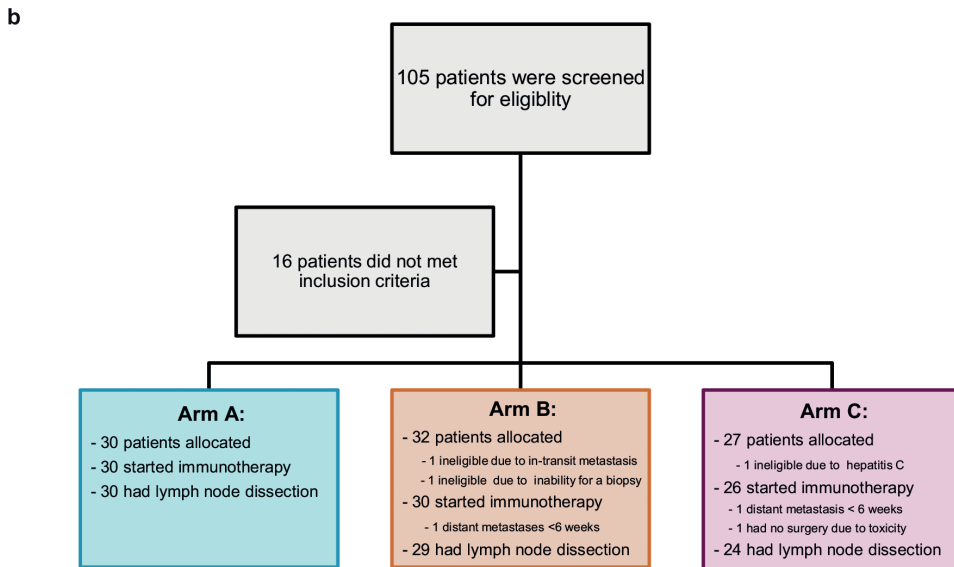 b
105 patients were screened
for eligiblity
16 patients did not met
inclusion criteria
Arm A:
- 30 patients allocated
- 30 started immunotherapy
- 30 had lymph node dissection
Arm B:
- 32 patients allocated
- 1 ineligible due to in-transit metastasis
- 1 ineligible due to inability for a biopsy
- 30 started immunotherapy
- 1 distant metastases <6 weeks
- 29 had lymph node dissection
Arm C:
- 27 patients allocated
- 1 ineligible due to hepatitis C
- 26 started immunotherapy
- 1 distant metastasis < 6 weeks
- 1 had no surgery due to toxicity
- 24 had lymph node dissection